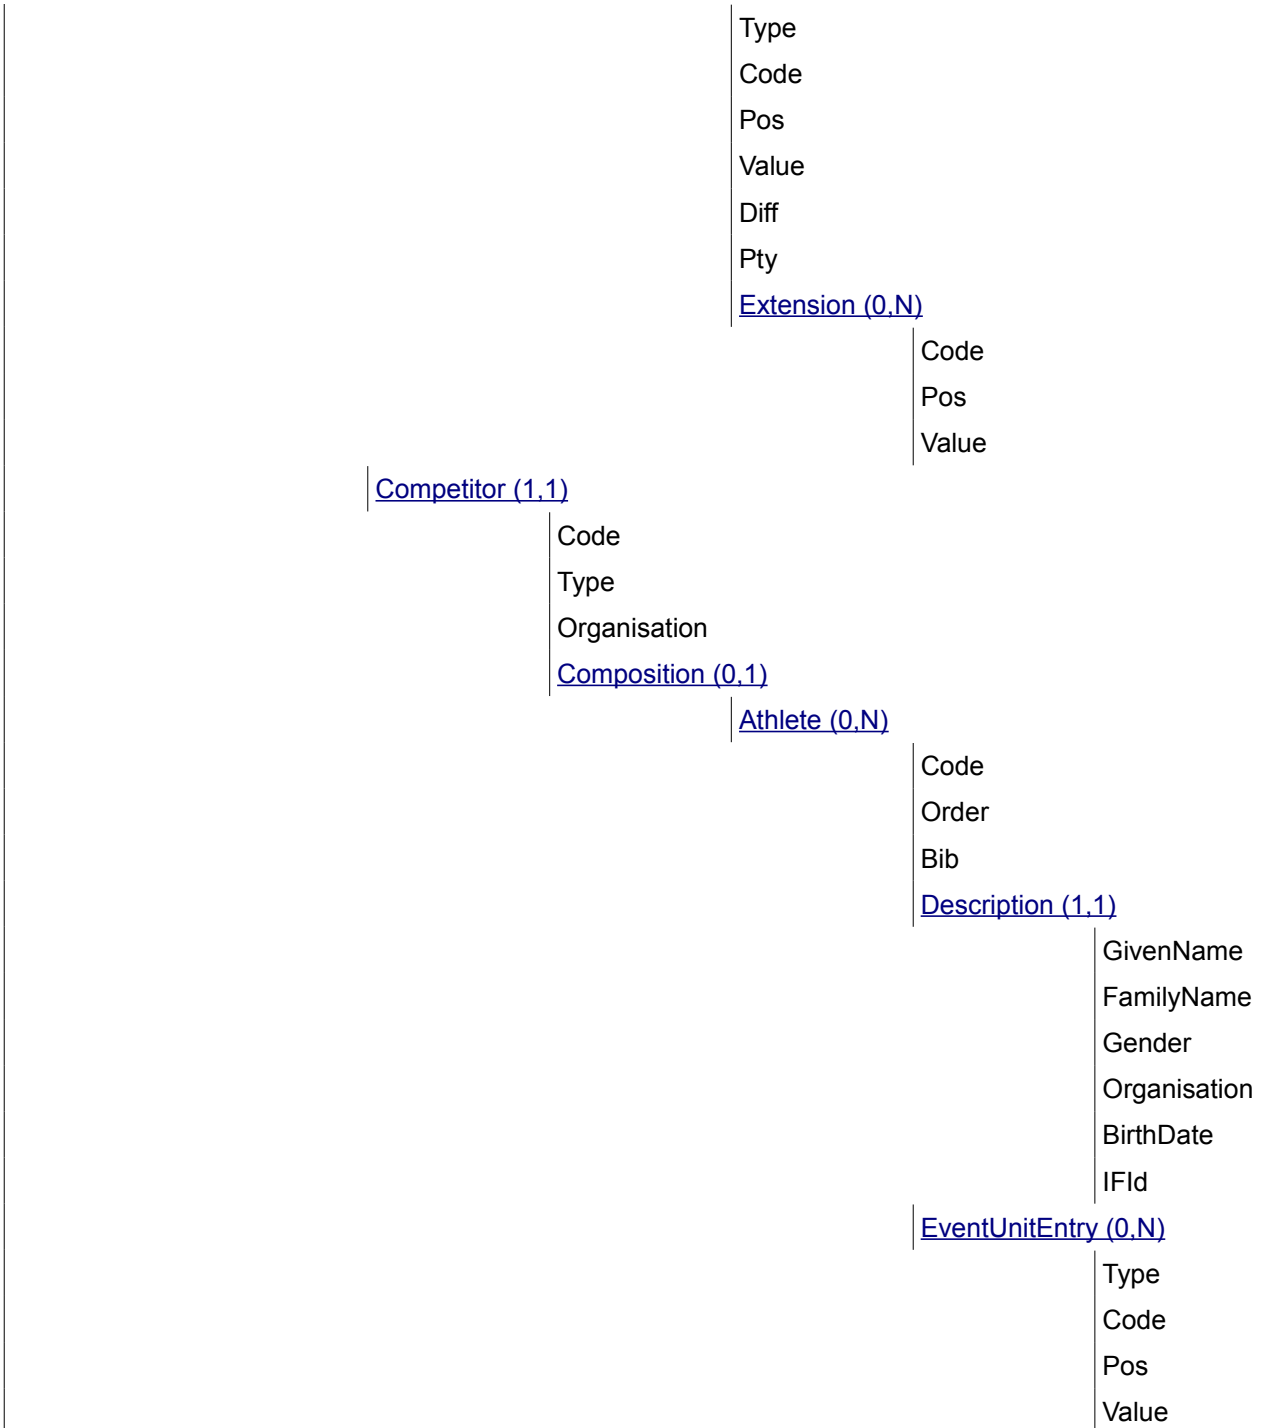 Type
Code
Pos
Value
Diff
Pty
Extension (0,N)
Code
Pos
Value
Competitor (1,1)
Code
Type
Organisation
Composition (0,1)
Athlete (0,N)
Code
Order
Bib
Description (1,1)
GivenName
FamilyName
Gender
Organisation
BirthDate
IFId
EventUnitEntry (0,N)
Type
Code
Pos
Value